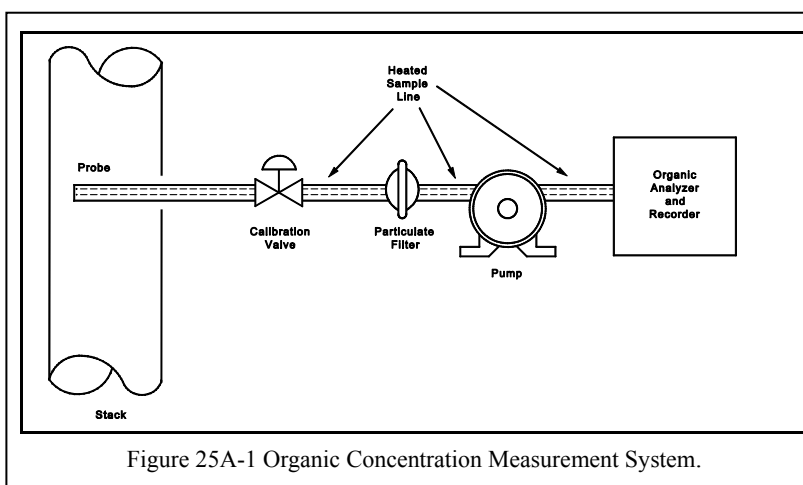 Heated
Sample
Line
Probe
Organic
Analyzer
and
Recorder
Calibration
Valve
Particulate
Filter
Pump
Stack
Figure 25A-1 Organic Concentration Measurement System.